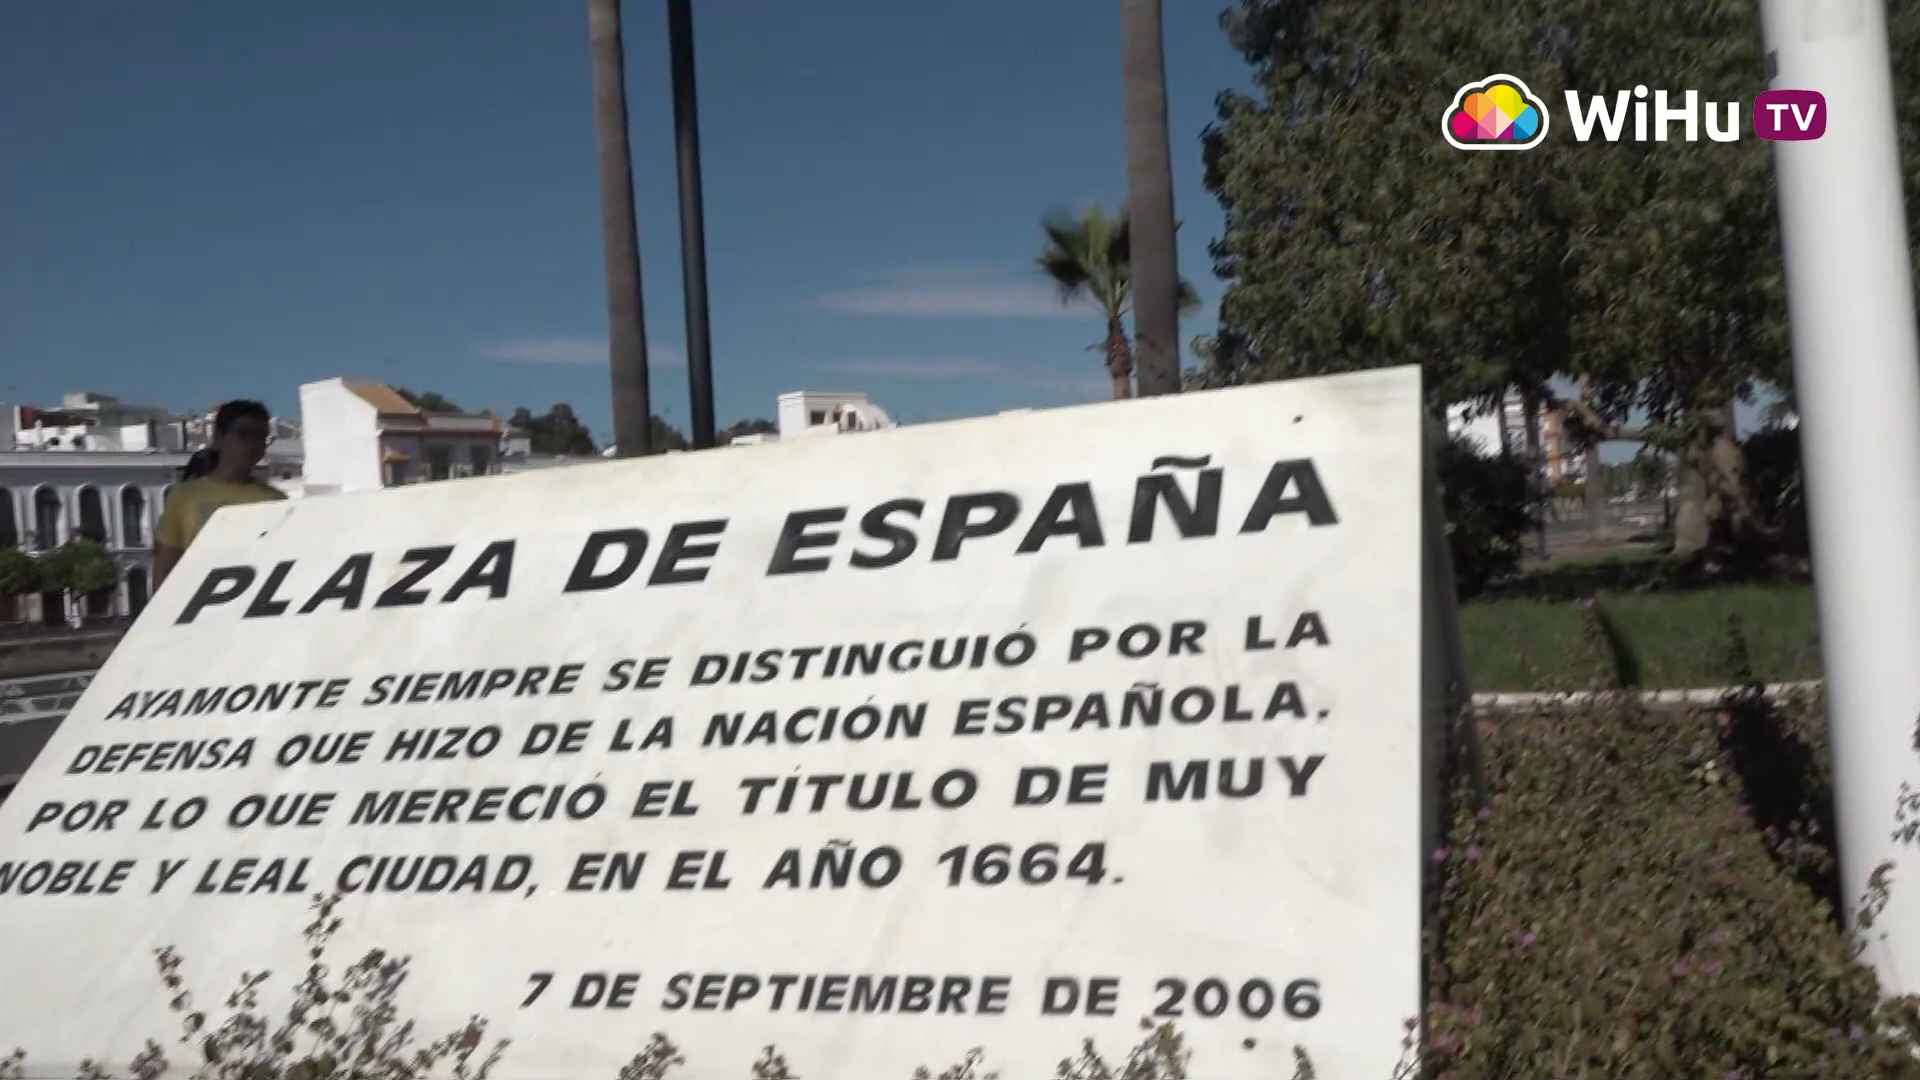 WiHu TV
PLAZA DE ESPAÑA
AYAMONTE SIEMPRE SE DISTINGUIÓ POR LA
DEFENSA QUE HIZO DE LA NACIÓN ESPAÑOLA,
POR LO QUE MERECIÓ EL TÍTULO DE MUY
NOBLE Y LEAL CIUDAD, EN EL AÑO 1664.
7 DE SEPTIEMBRE DE 2006